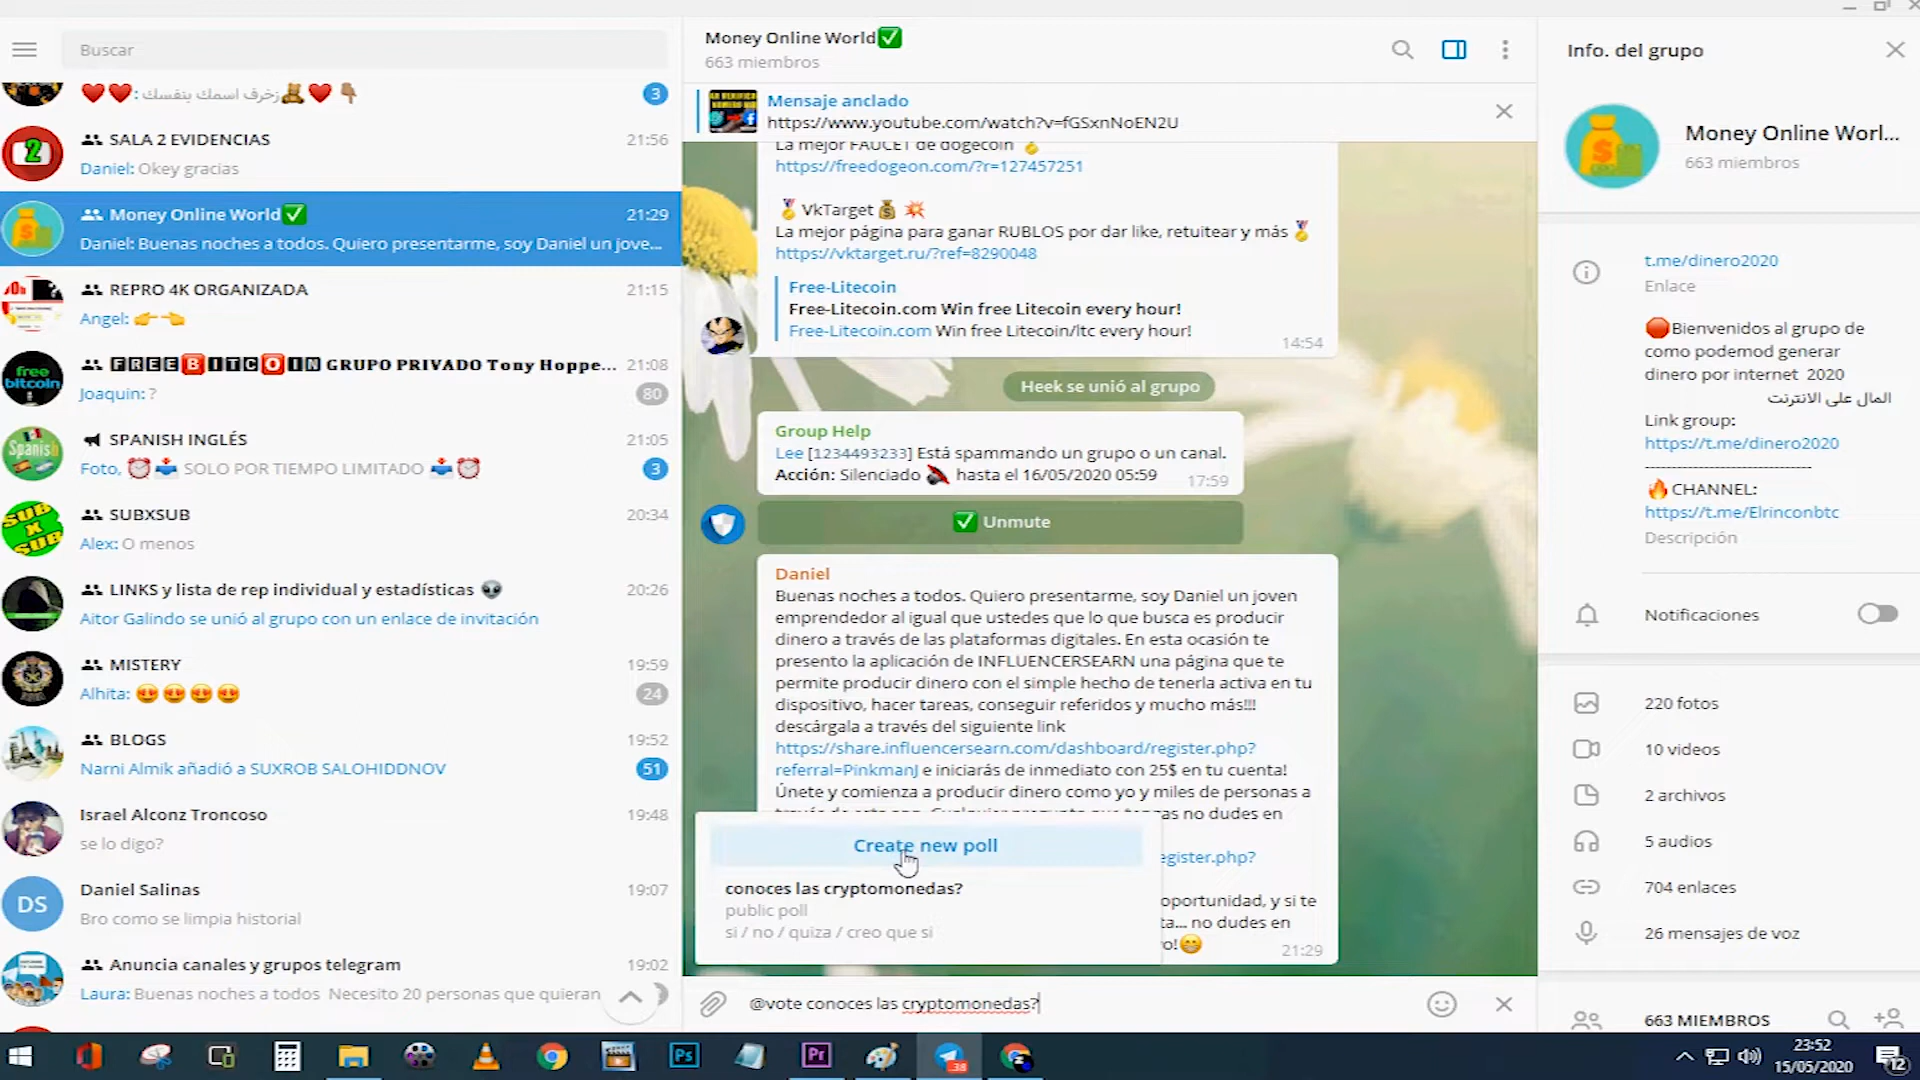 Buscar
❤️❤️: زخرف اسمك بنفسك🧸❤️👇🏽
3
SALA 2 EVIDENCIAS
21:56
Daniel: Okey gracias
Money Online World✅
21:29
Daniel: Buenas noches a todos. Quiero presentarme, soy Daniel un jove...
REPRO 4K ORGANIZADA
21:15
Angel: 👉👈
free bitcoin
🅵🆁🅴🅴🅱🅸🆃🅲🅾🅸🅽 GRUPO PRIVADO Tony Hoppe...
21:08
Joaquin: ?
80
Spanish
SPANISH INGLÉS
21:05
Foto, ⏰📥 SOLO POR TIEMPO LIMITADO 📥⏰
3
SUB X SUB
SUBXSUB
20:34
Alex: O menos
LINKS y lista de rep individual y estadísticas 👽
20:26
Aitor Galindo se unió al grupo con un enlace de invitación
MISTERY
19:59
Alhita: 😍😍😍😍
24
BLOGS
19:52
Narni Almik añadió a SUXROB SALOHIDDNOV
51
Israel Alconz Troncoso
19:48
se lo digo?
DS
Daniel Salinas
19:07
Bro como se limpia historial
Anuncia canales y grupos telegram
19:02
Laura: Buenas noches a todos Necesito 20 personas que quieran
Money Online World✅
663 miembros
Mensaje anclado
https://www.youtube.com/watch?v=fGSxnNoEN2U
La mejor FAUCET de dogecoin 🥇
https://freedogeon.com/?r=127457251
🏅VkTarget💰💥
La mejor página para ganar RUBLOS por dar like, retuitear y más🏅
https://vktarget.ru/?ref=8290048
Free-Litecoin
Free-Litecoin.com Win free Litecoin every hour!
Free-Litecoin.com Win free Litecoin/ltc every hour!
14:54
Heek se unió al grupo
Group Help
Lee [1234493233] Está spammando un grupo o un canal.
Acción: Silenciado hasta el 16/05/2020 05:59
17:59
✅ Unmute
Daniel
Buenas noches a todos. Quiero presentarme, soy Daniel un joven
emprendedor al igual que ustedes que lo que busca es producir
dinero a través de las plataformas digitales. En esta ocasión te
presento la aplicación de INFLUENCERSEARN una página que te
permite producir dinero con el simple hecho de tenerla activa en tu
dispositivo, hacer tareas, conseguir referidos y mucho más!!!
descárgala a través del siguiente link
https://share.influencersearn.com/dashboard/register.php?
referral=PinkmanJ e iniciarás de inmediato con 25$ en tu cuenta!
Únete y comienza a producir dinero como yo y miles de personas a
as no dudes en
egister.php?
oportunidad, y si te
ta... no dudes en
ro!😁
21:29
Create new poll
conoces las cryptomonedas?
public poll
si / no / quiza / creo que si
@vote conoces las cryptomonedas?
Info. del grupo
Money Online Worl...
663 miembros
t.me/dinero2020
Enlace
🛑Bienvenidos al grupo de
como podemod generar
dinero por internet 2020
المال على الانترنت
Link group:
https://t.me/dinero2020
------------------------------
🔥CHANNEL:
https://t.me/Elrinconbtc
Descripción
Notificaciones
220 fotos
10 videos
2 archivos
5 audios
704 enlaces
26 mensajes de voz
663 MIEMBROS
Ps
Pr
38
23:52
15/05/2020
12